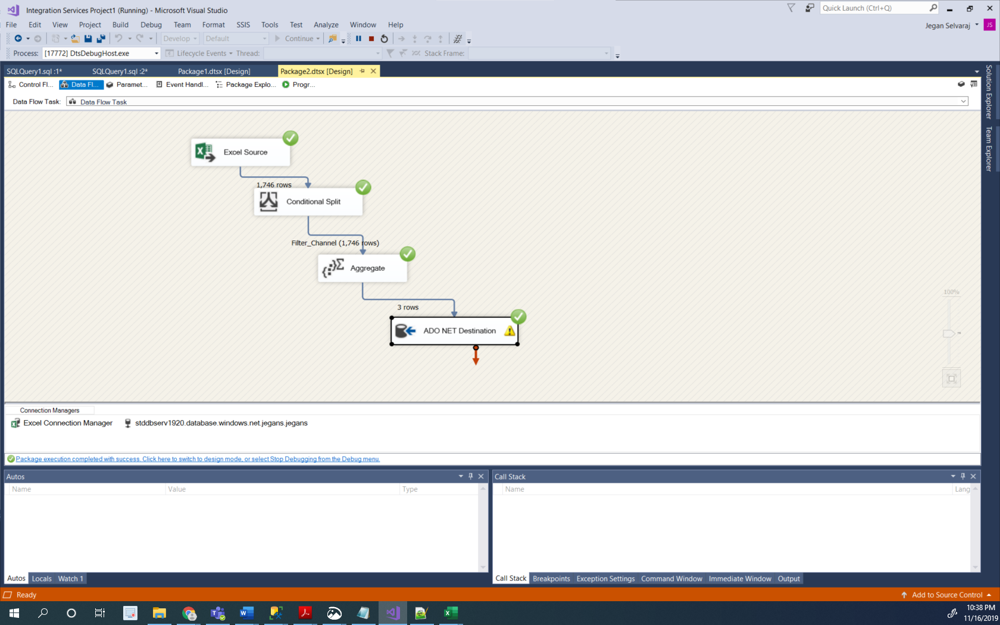 Integration Services Project1 (Running) - Microsoft Visual Studio
Quick Launch (Ctrl+Q)
File Edit View Project Build Debug Team Format SSIS Tools Test Analyze Window Help
Jegan Selvaraj JS
Develop Default Continue
Process: [17772] DtsDebugHost.exe Lifecycle Events Thread: Stack Frame:
SQLQuery1.sql :1* SQLQuery1.sql :2* Package1.dtsx [Design] Package2.dtsx [Design]
Control Fl... Data Fl... Paramet... Event Handl... Package Explo... Progr...
Data Flow Task: Data Flow Task
Solution Explorer
Team Explorer
Excel Source
1,746 rows
Conditional Split
Filter_Channel (1,746 rows)
Aggregate
100%
3 rows
ADO NET Destination
Connection Managers
Excel Connection Manager stddbserv1920.database.windows.net.jegans.jegans
Package execution completed with success. Click here to switch to design mode, or select Stop Debugging from the Debug menu.
Autos
Name Value Type
Call Stack
Name Lang
Autos Locals Watch 1
Call Stack Breakpoints Exception Settings Command Window Immediate Window Output
Ready
Add to Source Control
10:38 PM
11/16/2019